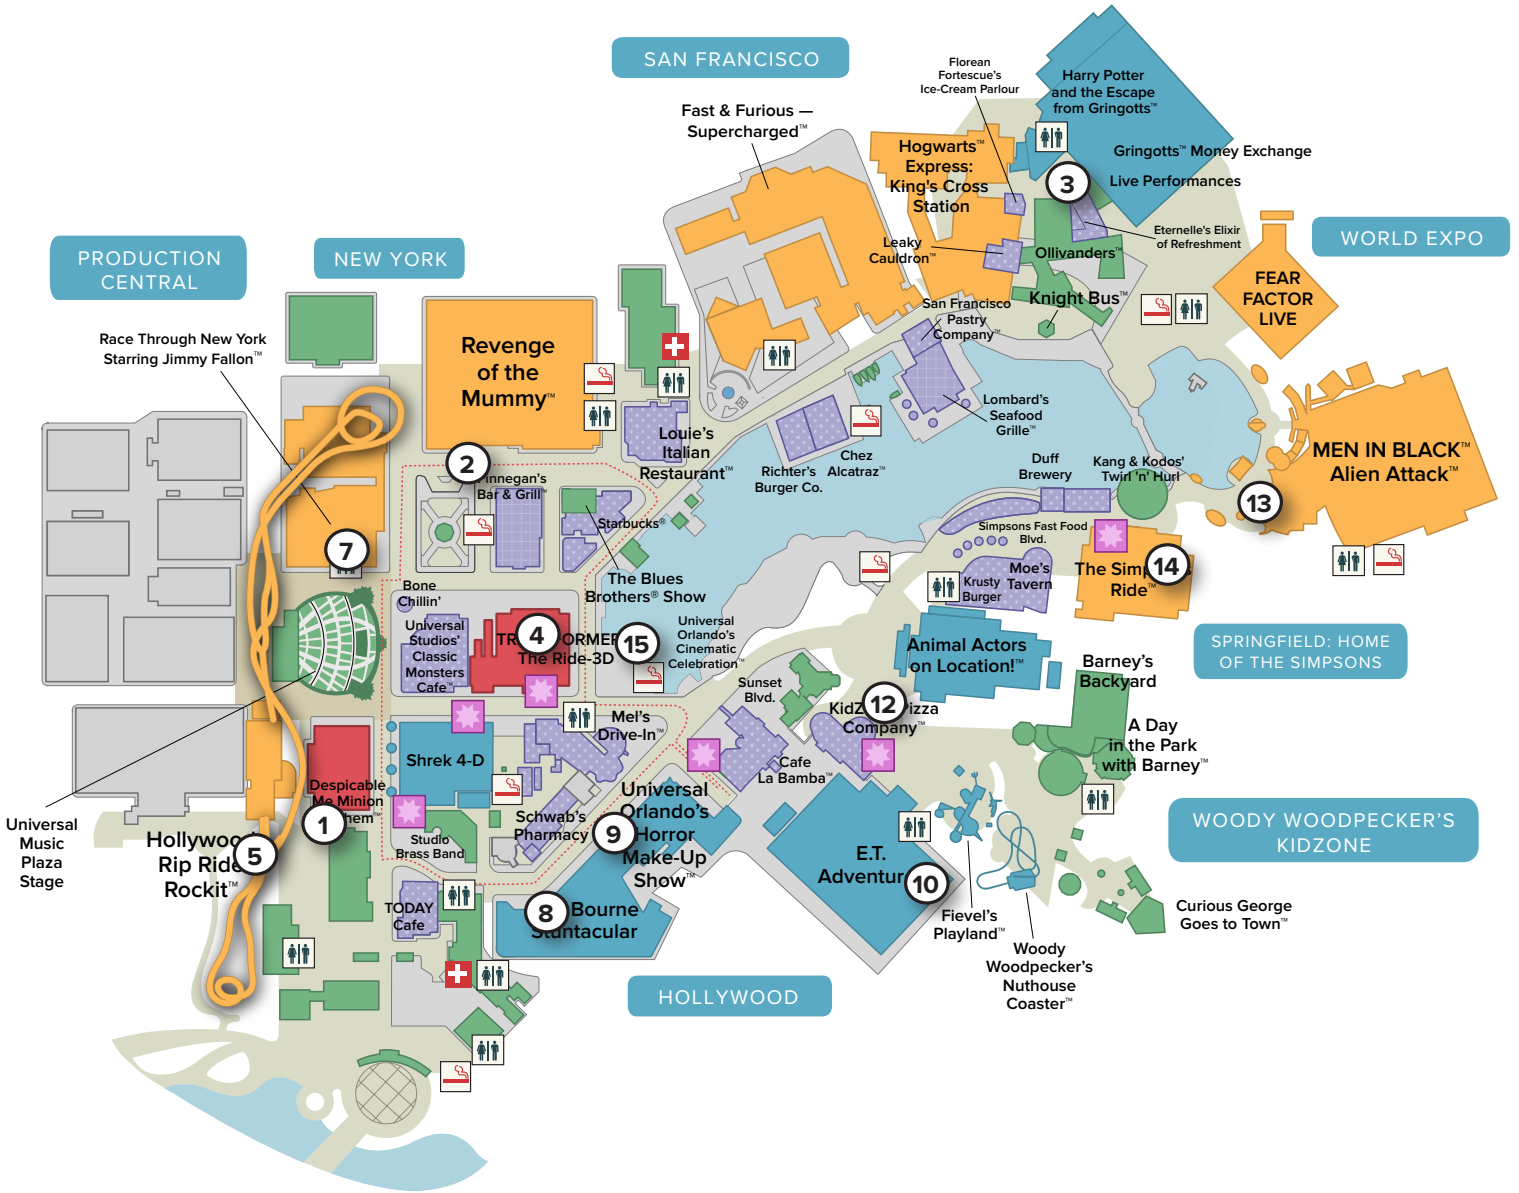 SAN FRANCISCO
Florean
Fortescue's
Ice-Cream Parlour
Harry Potter
and the Escape
from Gringotts™
Fast & Furious —
Supercharged™
Hogwarts™
Express:
King's Cross
Station
Gringotts™ Money Exchange
3
Live Performances
Eternelle's Elixir
of Refreshment
WORLD EXPO
PRODUCTION
CENTRAL
NEW YORK
Leaky
Cauldron™
Ollivanders™
FEAR
FACTOR
LIVE
Knight Bus™
San Francisco
Pastry
Company™
Race Through New York
Starring Jimmy Fallon™
Revenge
of the
Mummy™
Lombard's
Seafood
Grille™
Louie's
Italian
Restaurant™
Richter's
Burger Co.
Chez
Alcatraz™
Duff
Brewery
Kang & Kodos'
Twirl 'n' Hurl
MEN IN BLACK™
Alien Attack™
2
Finnegan's
Bar & Grill™
13
Starbucks®
Simpsons Fast Food
Blvd.
7
The Blues
Brothers® Show
Krusty
Burger
Moe's
Tavern
The Simp
Ride™
14
Bone
Chillin'
Universal
Studios'
Classic
Monsters
Cafe™
4
The Ride-3D
15
Universal
Orlando's
Cinematic
Celebration™
Animal Actors
on Location!™
SPRINGFIELD: HOME
OF THE SIMPSONS
Barney's
Backyard
Sunset
Blvd.
12
Company™
Mel's
Drive-In™
A Day
in the Park
with Barney™
Shrek 4-D
Cafe
La Bamba™
Despicable
Me Minion
1
Universal
Music
Plaza
Stage
Hollywoo
Rip Ride
Rockit™
5
Studio
Brass Band
Schwab's
Pharmacy
9
Universal
Orlando's
Horror
Make-Up
Show™
WOODY WOODPECKER'S
KIDZONE
E.T.
Adventur
10
TODAY
Cafe
8
Bourne
Stuntacular
Fievel's
Playland™
Curious George
Goes to Town™
Woody
Woodpecker's
Nuthouse
Coaster™
HOLLYWOOD